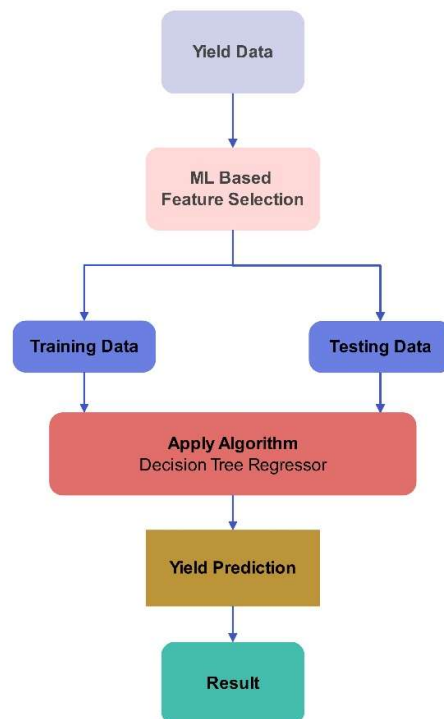 Yield Data
ML Based
Feature Selection
Training Data
Testing Data
Apply Algorithm
Decision Tree Regressor
Yield Prediction
Result